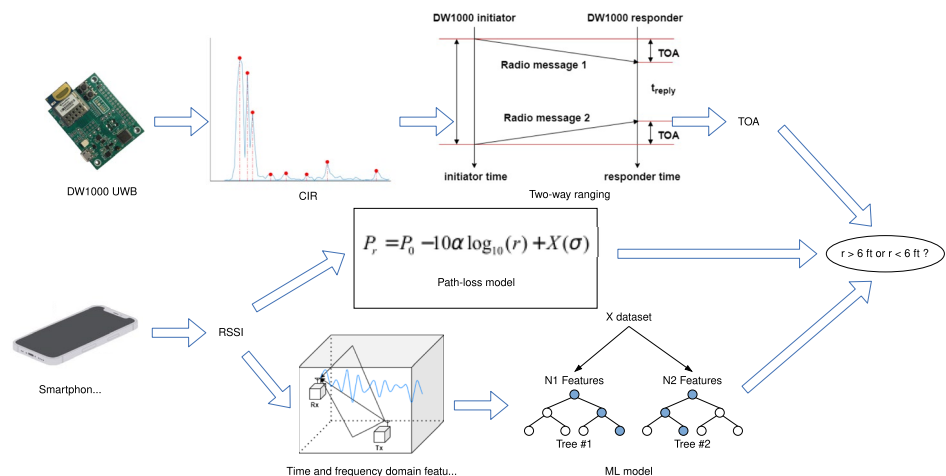 DW1000 initiator
DW1000 responder
TOA
Radio message 1
t reply
Radio message 2
TOA
initiator time
responder time
Two-way ranging
TOA
DW1000 UWB
CIR
P_r = P_0 − 10α log_10(r) + X(σ)
Path-loss model
r > 6 ft or r < 6 ft ?
RSSI
Smartphon...
Rx
Tx
Time and frequency domain featu...
X dataset
N1 Features
N2 Features
Tree #1
Tree #2
ML model